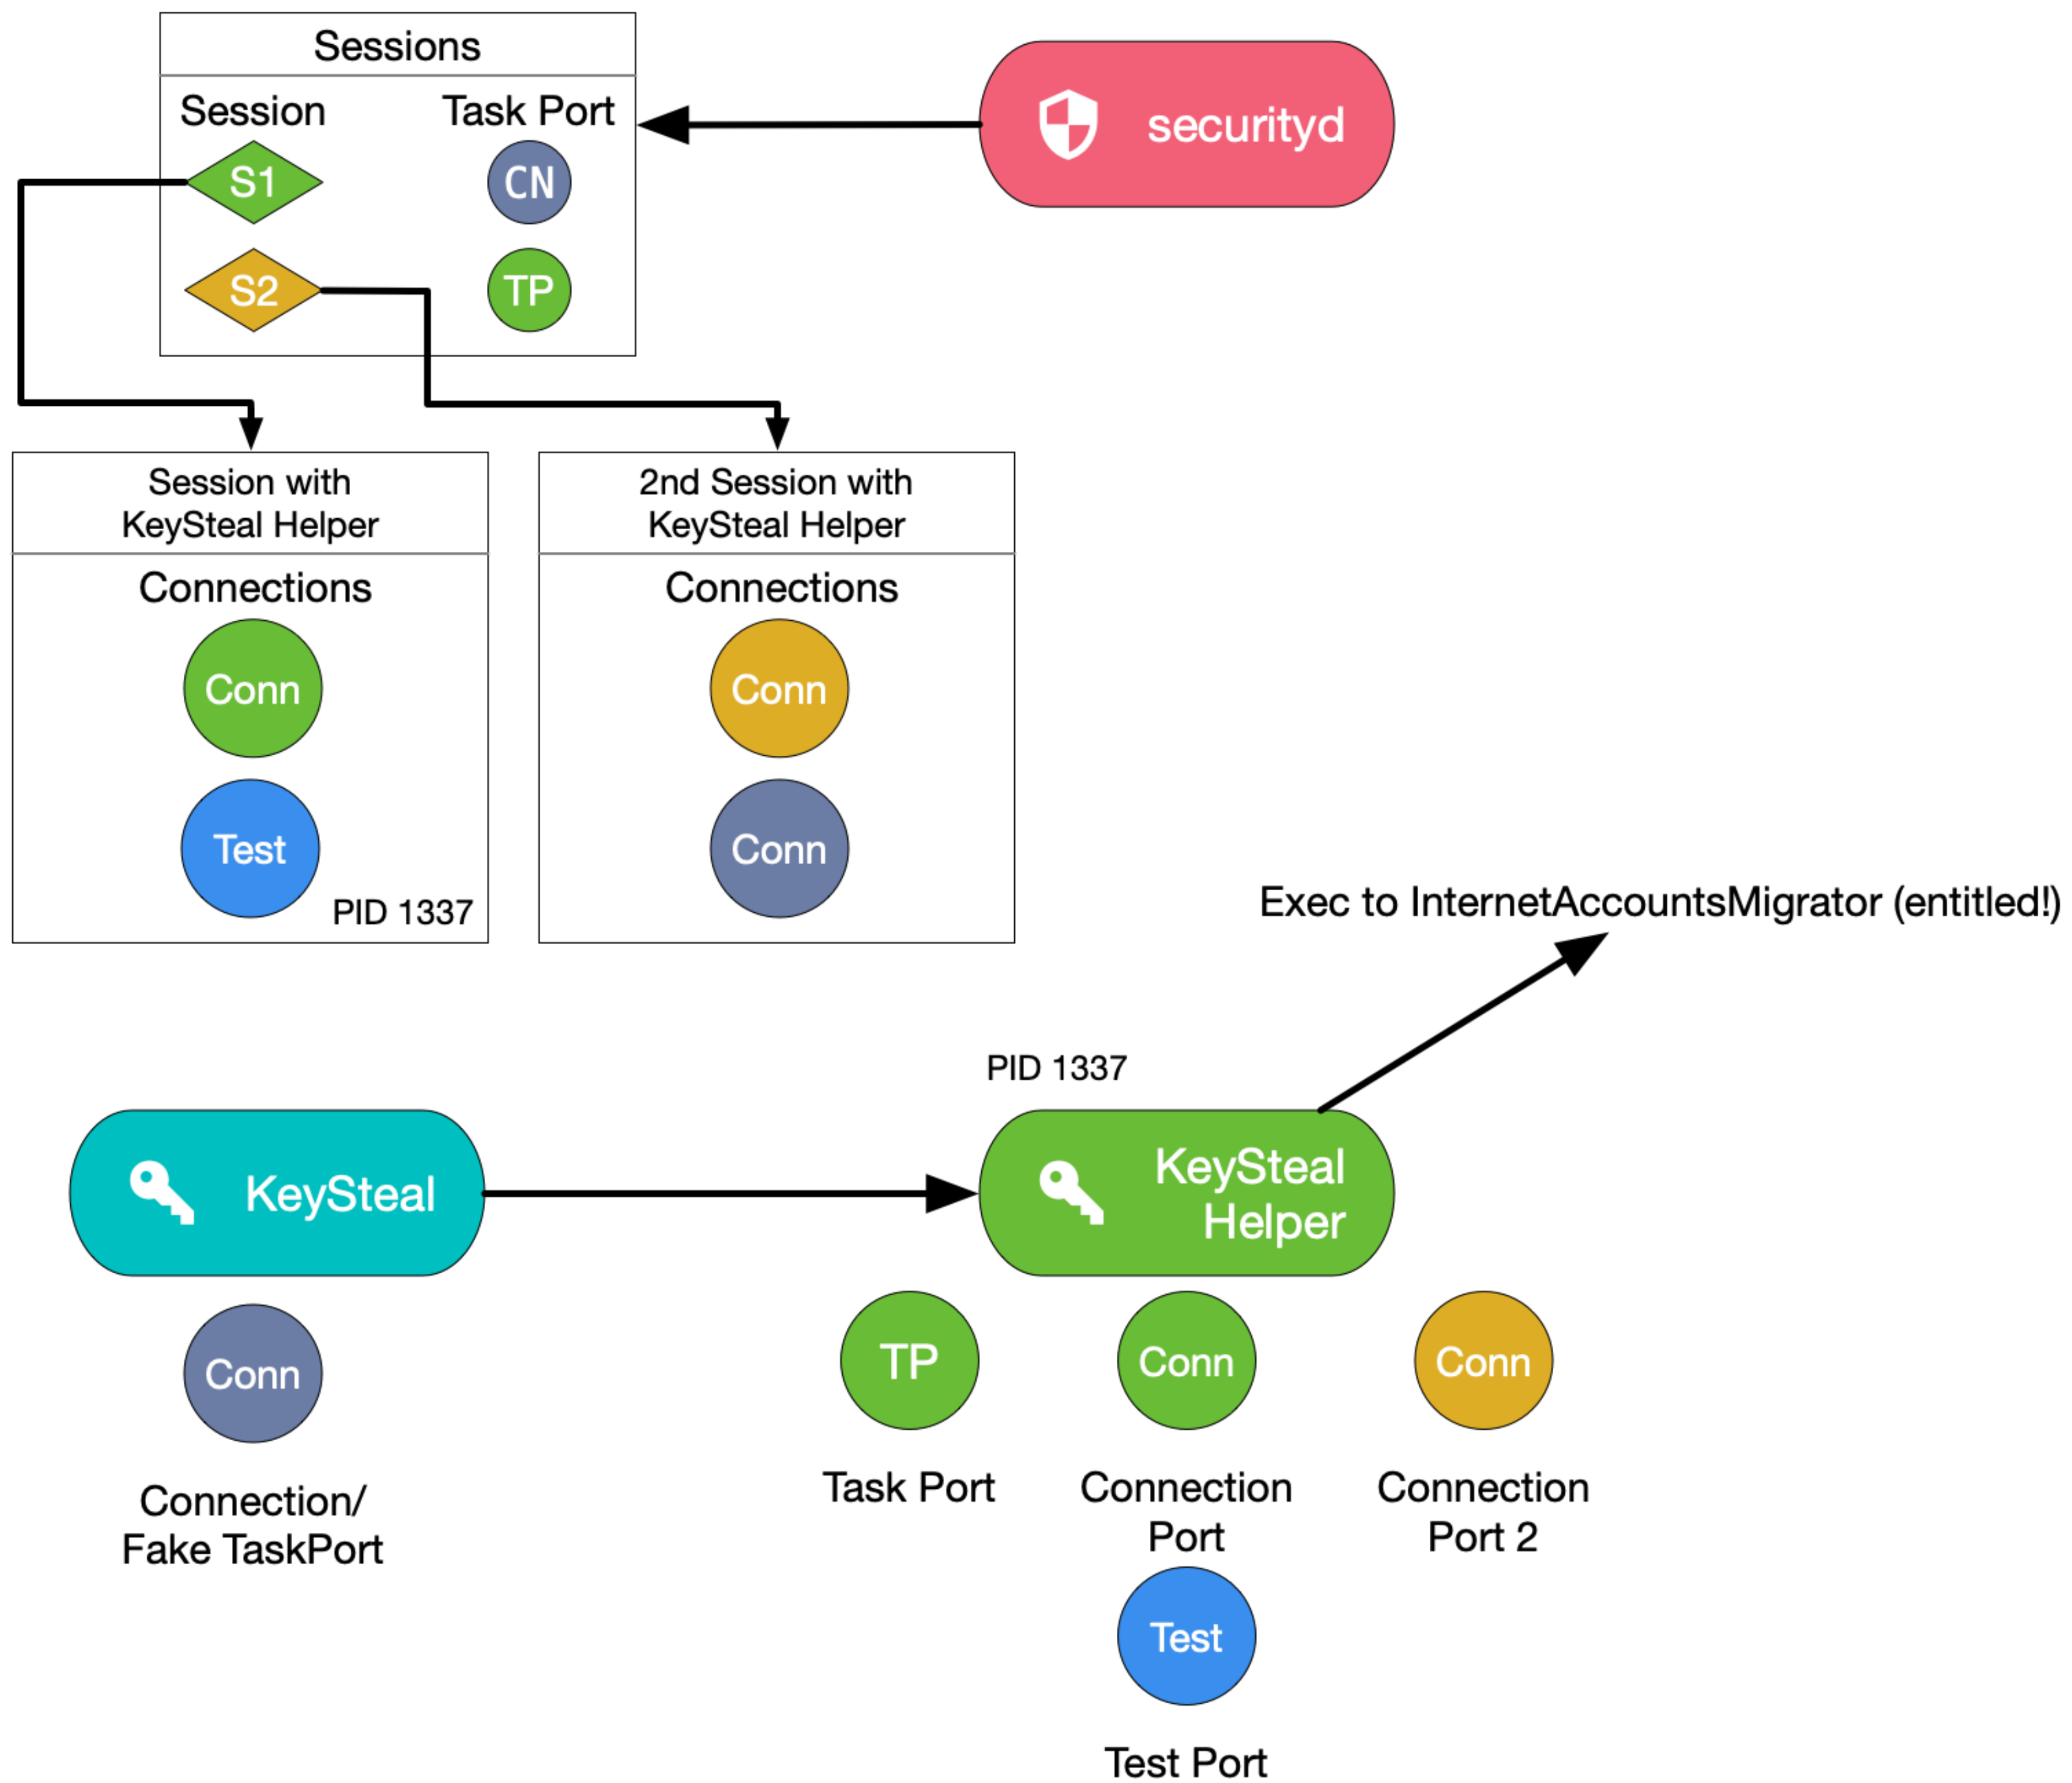 Sessions
Session
Task Port
S1
CN
S2
TP
securityd
Session with
KeySteal Helper
Connections
Conn
Test
PID 1337
2nd Session with
KeySteal Helper
Connections
Conn
Conn
Exec to InternetAccountsMigrator (entitled!)
PID 1337
KeySteal
KeySteal
Helper
Conn
Connection/
Fake TaskPort
TP
Task Port
Conn
Connection
Port
Conn
Connection
Port 2
Test
Test Port